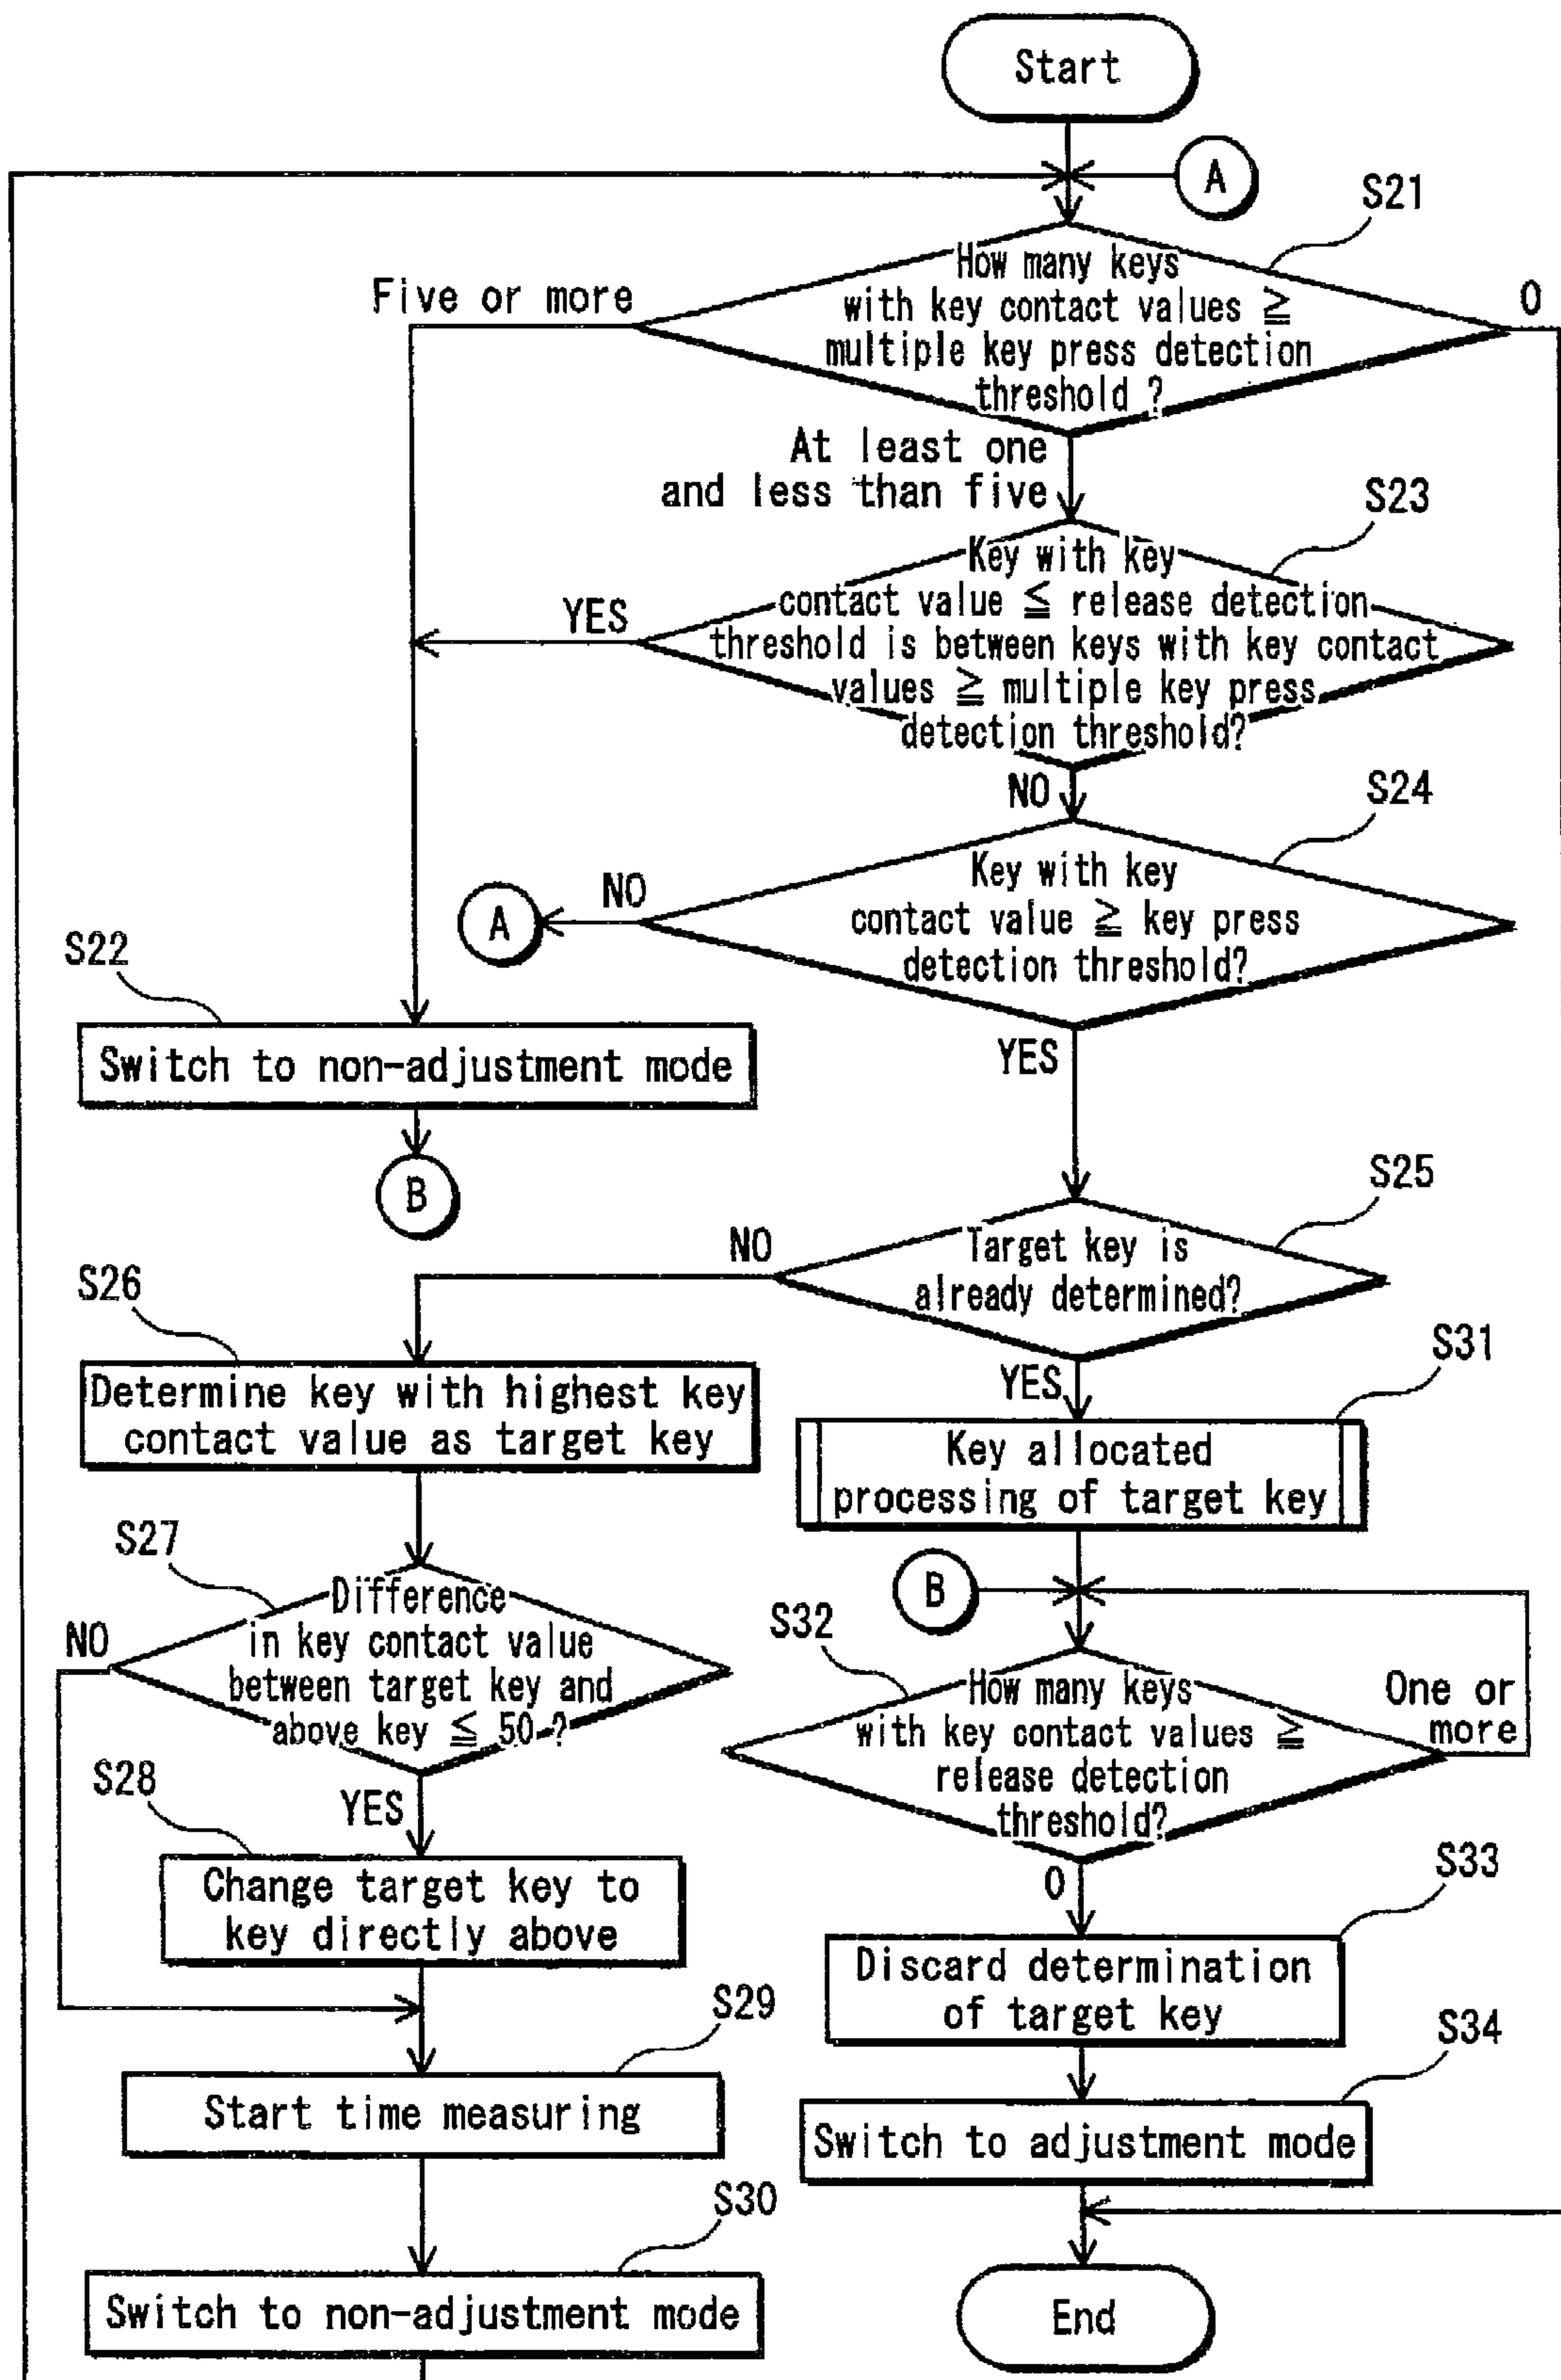 Start
A
S21
How many keys
with key contact values ≧
multiple key press detection
threshold ?
Five or more
0
At least one
and less than five
S23
Key with key
contact value ≦ release detection
threshold is between keys with key contact
values ≧ multiple key press
detection threshold?
YES
NO
S24
Key with key
contact value ≧ key press
detection threshold?
NO
A
YES
S22
Switch to non-adjustment mode
B
S25
Target key is
already determined?
NO
YES
S26
Determine key with highest key
contact value as target key
S31
Key allocated
processing of target key
S27
Difference
in key contact value
between target key and
above key ≦ 50 ?
NO
YES
B
S32
How many keys
with key contact values ≧
release detection
threshold?
One or
more
0
S28
Change target key to
key directly above
S33
Discard determination
of target key
S29
Start time measuring
S34
Switch to adjustment mode
S30
Switch to non-adjustment mode
End